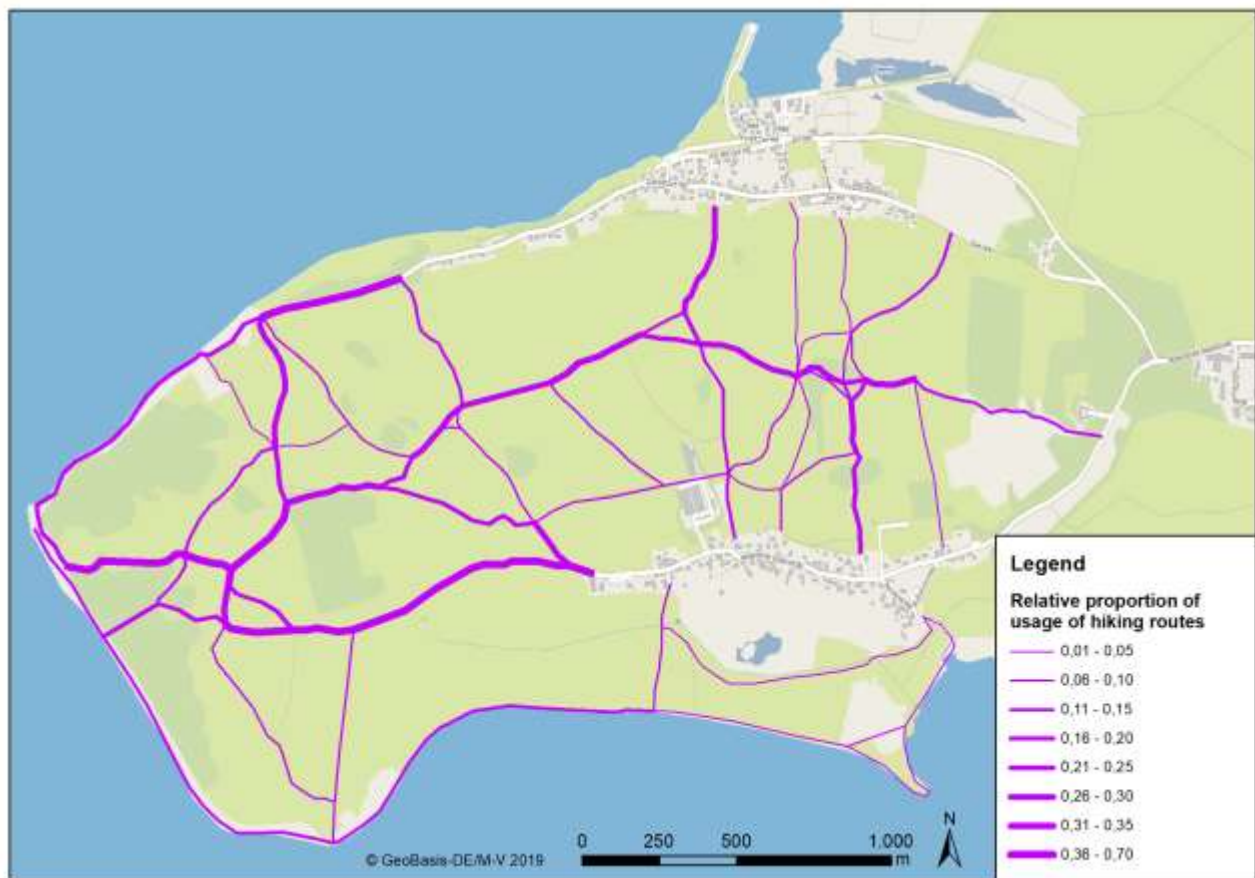 Legend
Relative proportion of
usage of hiking routes
0,01 - 0,05
0,06 - 0,10
0,11 - 0,15
0,16 - 0,20
0,21 - 0,25
0,26 - 0,30
0,31 - 0,35
0,36 - 0,70
N
0 250 500 1.000
m
© GeoBasis-DE/M-V 2019